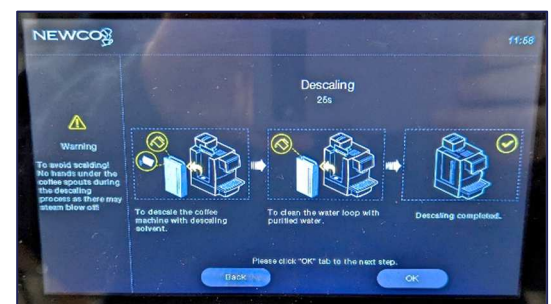 NEWCO
11:56
Descaling
25s
Warning
To avoid scalding!
No hands under the
coffee spouts during
the descaling
process as there may
steam blow off!
To descale the coffee
machine with descaling
solvent.
To clean the water loop with
purified water.
Descaling completed.
Please click "OK" tab to the next step.
Back
OK